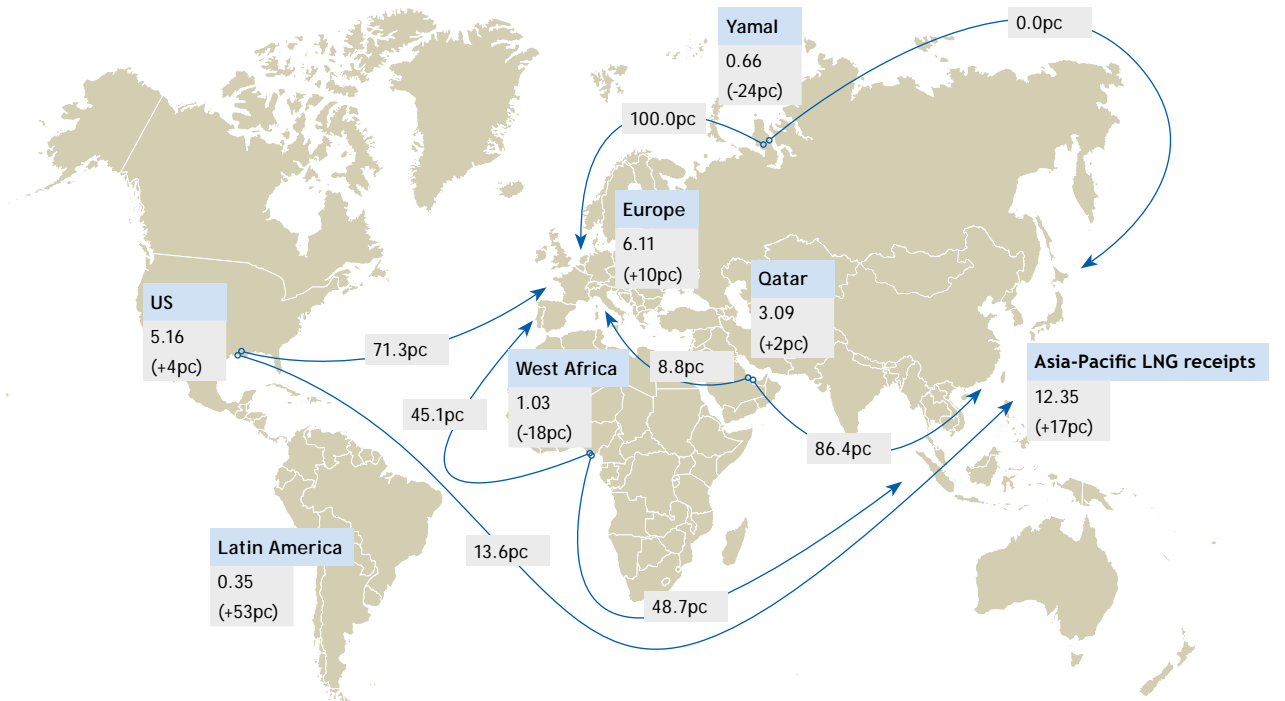 Yamal
0.66
(-24pc)
0.0pc
100.0pc
Europe
6.11
(+10pc)
Qatar
3.09
(+2pc)
US
5.16
(+4pc)
71.3pc
West Africa
1.03
(-18pc)
8.8pc
Asia-Pacific LNG receipts
12.35
(+17pc)
45.1pc
86.4pc
Latin America
0.35
(+53pc)
13.6pc
48.7pc